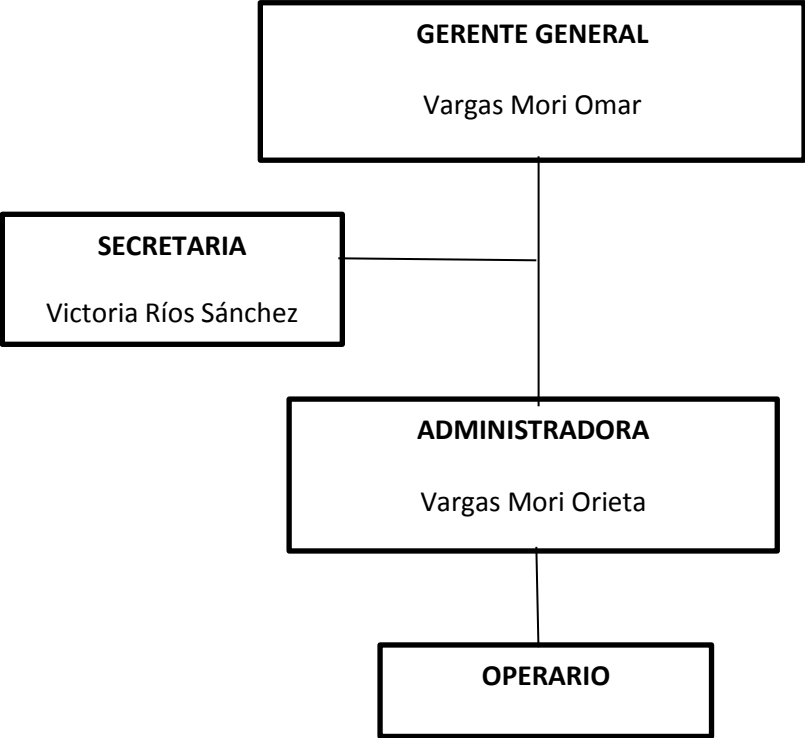 GERENTE GENERAL
Vargas Mori Omar
SECRETARIA
Victoria Ríos Sánchez
ADMINISTRADORA
Vargas Mori Orieta
OPERARIO